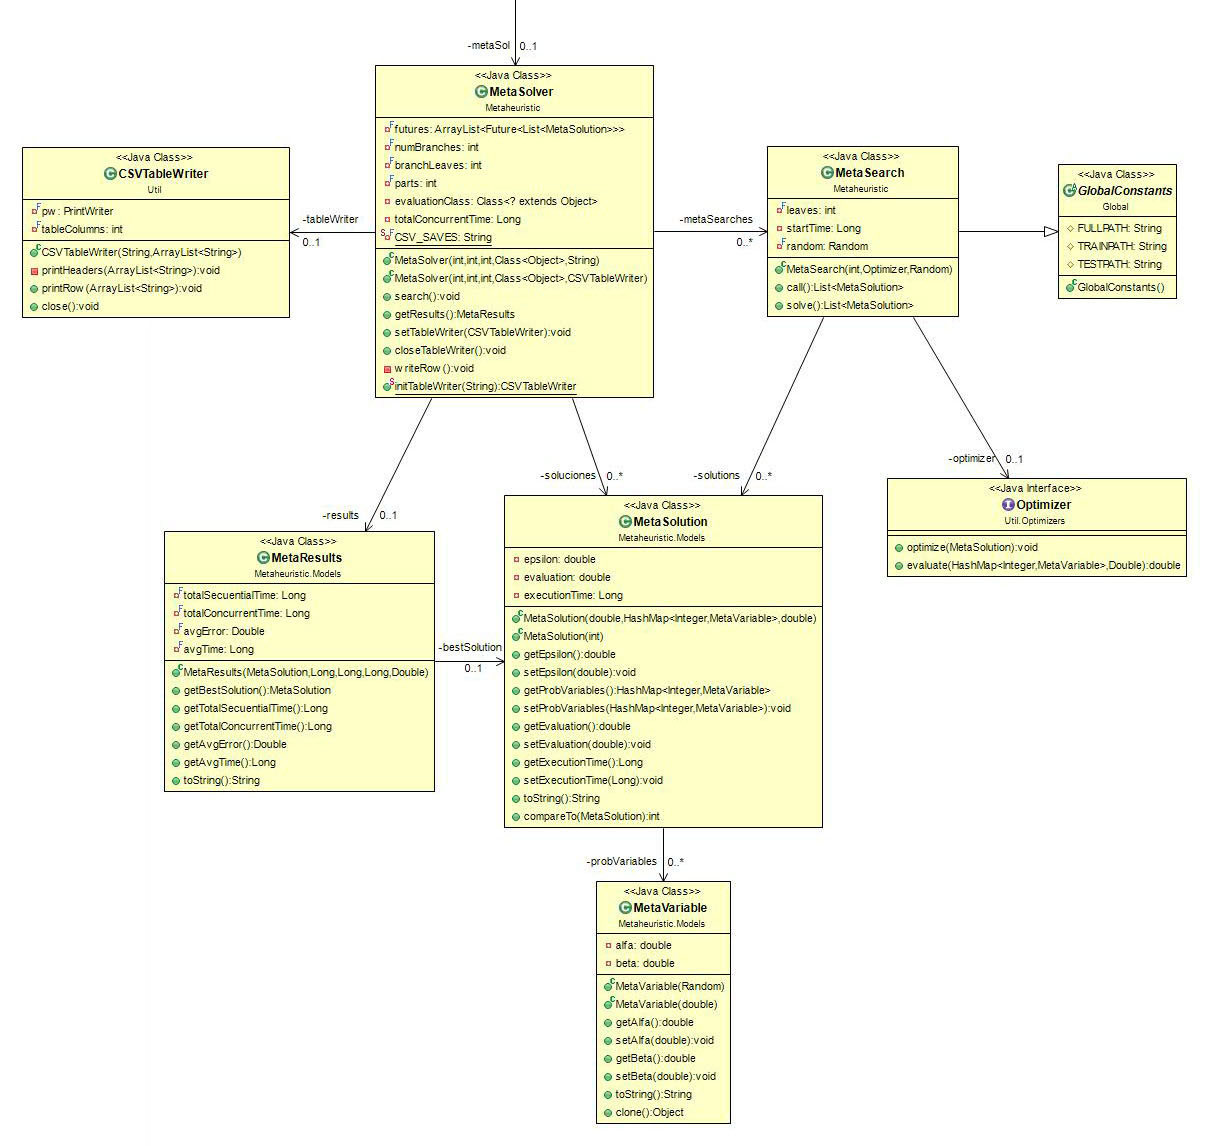 -metaSol 0..1
<<Java Class>>
MetaSolver
Metaheuristic
futures: ArrayList<Future<List<MetaSolution>>>
numBranches: int
branchLeaves: int
parts: int
evaluationClass: Class<? extends Object>
totalConcurrentTime: Long
CSV_SAVES: String
MetaSolver(int,int,int,Class<Object>,String)
MetaSolver(int,int,int,Class<Object>,CSVTableWriter)
search():void
getResults():MetaResults
setTableWriter(CSVTableWriter):void
closeTableWriter():void
writeRow():void
initTableWriter(String):CSVTableWriter
<<Java Class>>
CSVTableWriter
Util
pw : PrintWriter
tableColumns: int
CSVTableWriter(String,ArrayList<String>)
printHeaders(ArrayList<String>):void
printRow(ArrayList<String>):void
close():void
-tableWriter
0..1
-metaSearches
0..*
<<Java Class>>
MetaSearch
Metaheuristic
leaves: int
startTime: Long
random: Random
MetaSearch(int,Optimizer,Random)
call():List<MetaSolution>
solve():List<MetaSolution>
<<Java Class>>
GlobalConstants
Global
FULLPATH: String
TRAINPATH: String
TESTPATH: String
GlobalConstants()
-results 0..1
-soluciones 0..*
-solutions 0..*
-optimizer 0..1
<<Java Interface>>
Optimizer
Util.Optimizers
optimize(MetaSolution):void
evaluate(HashMap<Integer,MetaVariable>,Double):double
<<Java Class>>
MetaResults
Metaheuristic.Models
totalSecuentialTime: Long
totalConcurrentTime: Long
avgError: Double
avgTime: Long
MetaResults(MetaSolution,Long,Long,Long,Double)
getBestSolution():MetaSolution
getTotalSecuentialTime():Long
getTotalConcurrentTime():Long
getAvgError():Double
getAvgTime():Long
toString():String
-bestSolution
0..1
<<Java Class>>
MetaSolution
Metaheuristic.Models
epsilon: double
evaluation: double
executionTime: Long
MetaSolution(double,HashMap<Integer,MetaVariable>,double)
MetaSolution(int)
getEpsilon():double
setEpsilon(double):void
getProbVariables():HashMap<Integer,MetaVariable>
setProbVariables(HashMap<Integer,MetaVariable>):void
getEvaluation():double
setEvaluation(double):void
getExecutionTime():Long
setExecutionTime(Long):void
toString():String
compareTo(MetaSolution):int
-probVariables 0..*
<<Java Class>>
MetaVariable
Metaheuristic.Models
alfa: double
beta: double
MetaVariable(Random)
MetaVariable(double)
getAlfa():double
setAlfa(double):void
getBeta():double
setBeta(double):void
toString():String
clone():Object